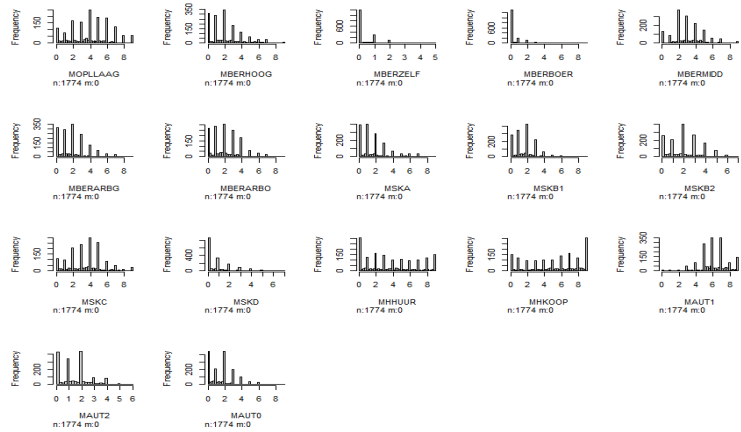 Frequency 0 150 0 2 4 6 8 MOPLLAAG n:1774 m:0
Frequency 0 150 350 0 2 4 6 8 MBERHOOG n:1774 m:0
Frequency 0 600 0 1 2 3 4 5 MBERZELF n:1774 m:0
Frequency 0 600 0 2 4 6 8 MBERBOER n:1774 m:0
Frequency 0 200 0 2 4 6 8 MBERMIDD n:1774 m:0
Frequency 0 150 350 0 2 4 6 8 MBERARBG n:1774 m:0
Frequency 0 150 0 2 4 6 8 MBERARBO n:1774 m:0
Frequency 0 200 0 2 4 6 8 MSKA n:1774 m:0
Frequency 0 200 0 2 4 6 8 MSKB1 n:1774 m:0
Frequency 0 200 0 2 4 6 MSKB2 n:1774 m:0
Frequency 0 150 0 2 4 6 8 MSKC n:1774 m:0
Frequency 0 400 0 2 4 6 MSKD n:1774 m:0
Frequency 0 150 0 2 4 6 8 MHHUUR n:1774 m:0
Frequency 0 150 0 2 4 6 8 MHKOOP n:1774 m:0
Frequency 0 150 350 0 2 4 6 8 MAUT1 n:1774 m:0
Frequency 0 200 0 1 2 3 4 5 6 MAUT2 n:1774 m:0
Frequency 0 200 0 2 4 6 8 MAUT0 n:1774 m:0